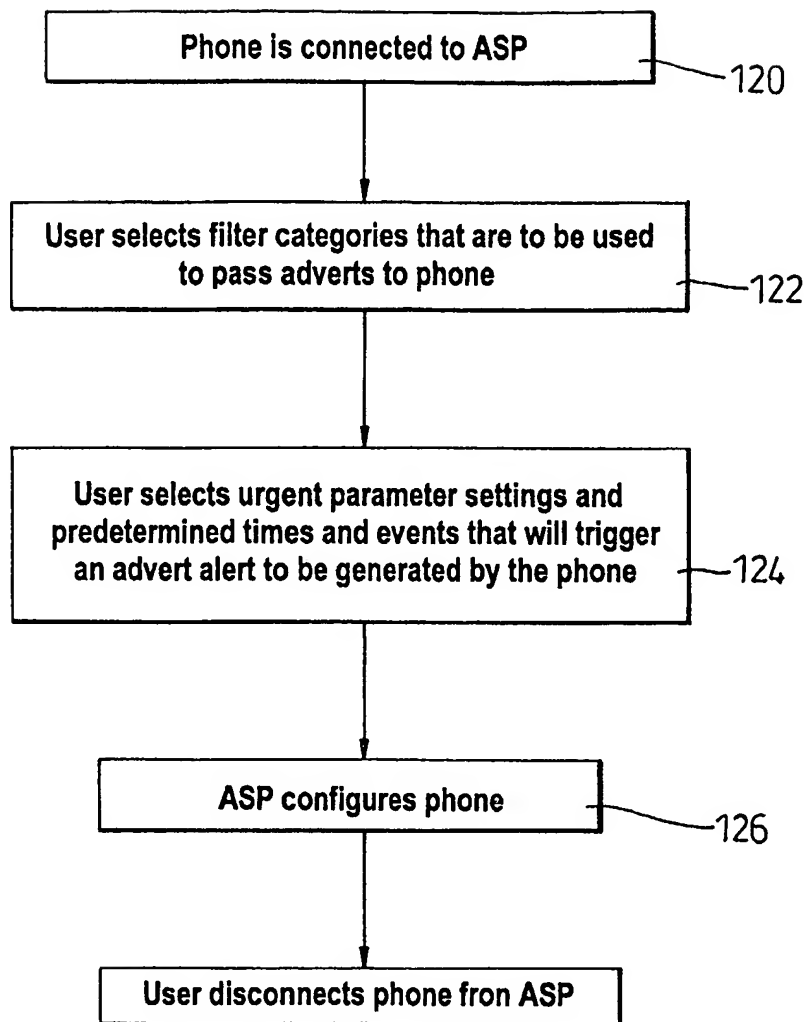 Phone is connected to ASP
120
User selects filter categories that are to be used
to pass adverts to phone
122
User selects urgent parameter settings and
predetermined times and events that will trigger
an advert alert to be generated by the phone
124
ASP configures phone
126
User disconnects phone fron ASP